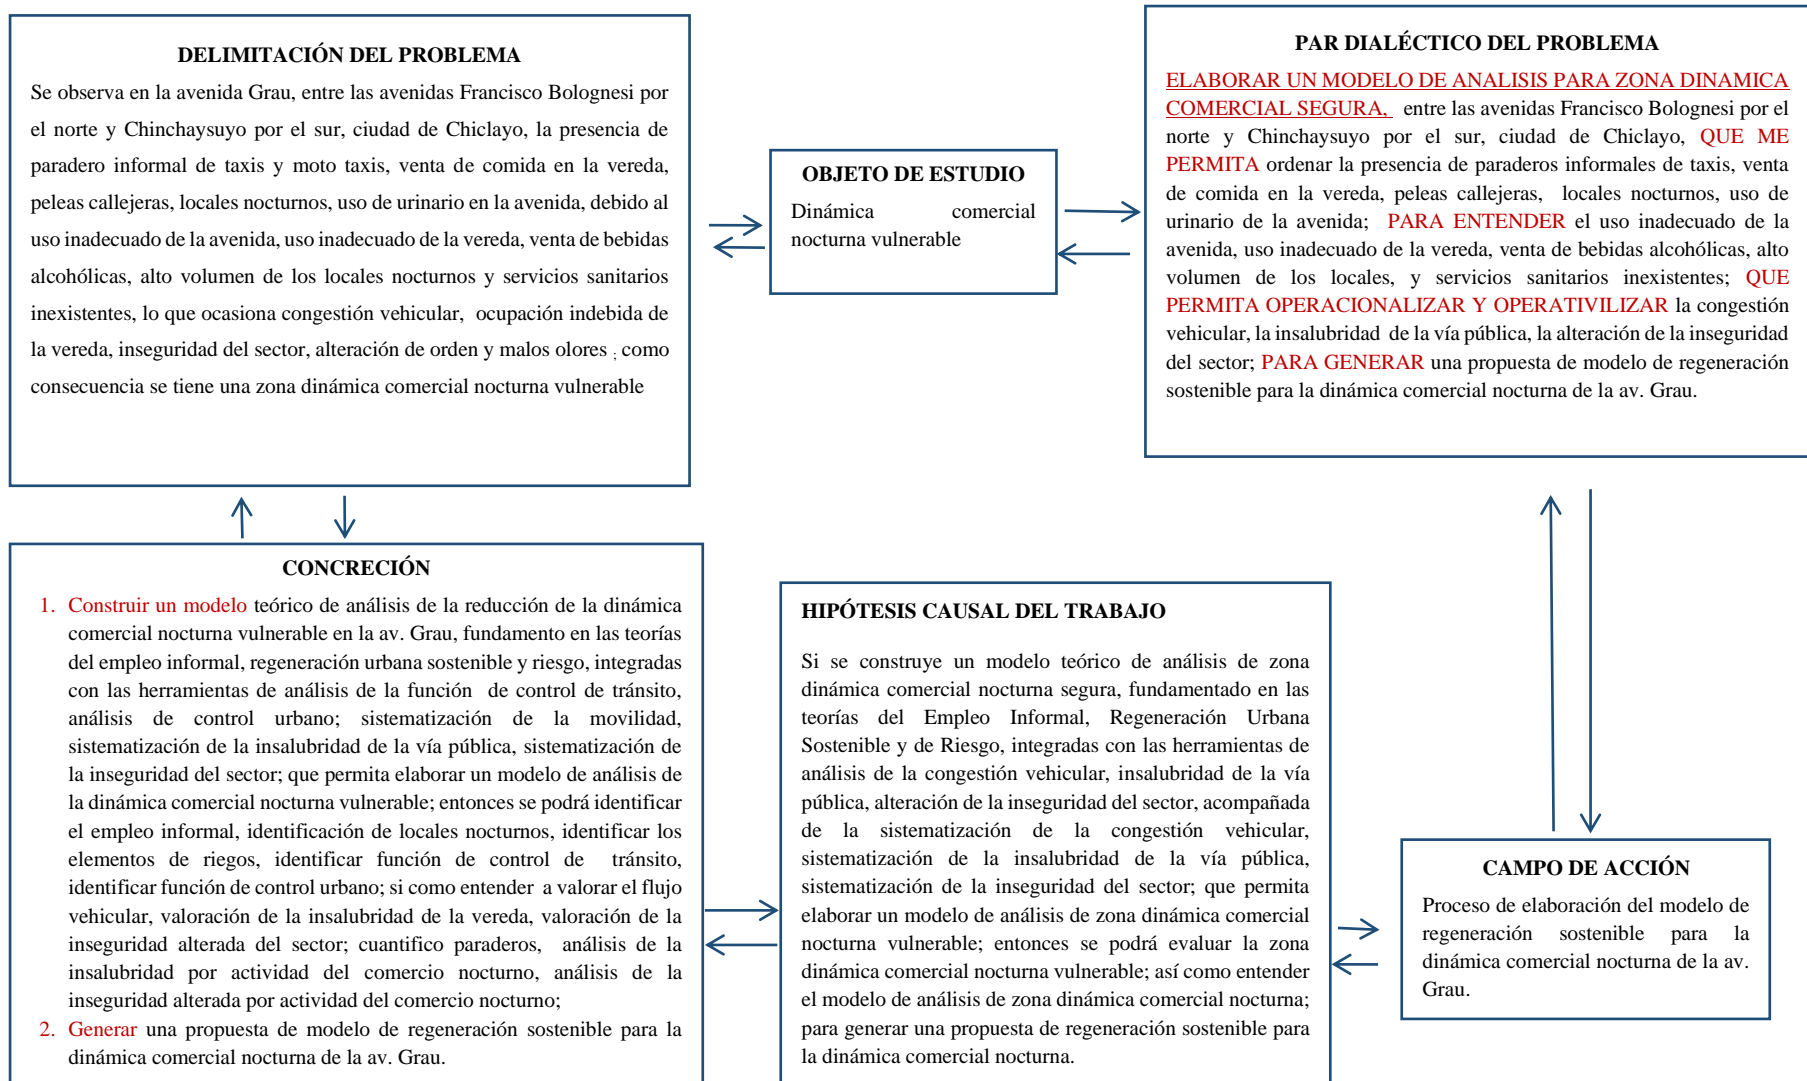 DELIMITACIÓN DEL PROBLEMA
Se observa en la avenida Grau, entre las avenidas Francisco Bolognesi por
el norte y Chinchaysuyo por el sur, ciudad de Chiclayo, la presencia de
paradero informal de taxis y moto taxis, venta de comida en la vereda,
peleas callejeras, locales nocturnos, uso de urinario en la avenida, debido al
uso inadecuado de la avenida, uso inadecuado de la vereda, venta de bebidas
alcohólicas, alto volumen de los locales nocturnos y servicios sanitarios
inexistentes, lo que ocasiona congestión vehicular, ocupación indebida de
la vereda, inseguridad del sector, alteración de orden y malos olores ; como
consecuencia se tiene una zona dinámica comercial nocturna vulnerable
OBJETO DE ESTUDIO
Dinámica comercial
nocturna vulnerable
PAR DIALÉCTICO DEL PROBLEMA
ELABORAR UN MODELO DE ANALISIS PARA ZONA DINAMICA
COMERCIAL SEGURA, entre las avenidas Francisco Bolognesi por el
norte y Chinchaysuyo por el sur, ciudad de Chiclayo, QUE ME
PERMITA ordenar la presencia de paraderos informales de taxis, venta
de comida en la vereda, peleas callejeras, locales nocturnos, uso de
urinario de la avenida; PARA ENTENDER el uso inadecuado de la
avenida, uso inadecuado de la vereda, venta de bebidas alcohólicas, alto
volumen de los locales, y servicios sanitarios inexistentes; QUE
PERMITA OPERACIONALIZAR Y OPERATIVILIZAR la congestión
vehicular, la insalubridad de la vía pública, la alteración de la inseguridad
del sector; PARA GENERAR una propuesta de modelo de regeneración
sostenible para la dinámica comercial nocturna de la av. Grau.
CONCRECIÓN
1. Construir un modelo teórico de análisis de la reducción de la dinámica
comercial nocturna vulnerable en la av. Grau, fundamento en las teorías
del empleo informal, regeneración urbana sostenible y riesgo, integradas
con las herramientas de análisis de la función de control de tránsito,
análisis de control urbano; sistematización de la movilidad,
sistematización de la insalubridad de la vía pública, sistematización de
la inseguridad del sector; que permita elaborar un modelo de análisis de
la dinámica comercial nocturna vulnerable; entonces se podrá identificar
el empleo informal, identificación de locales nocturnos, identificar los
elementos de riegos, identificar función de control de tránsito,
identificar función de control urbano; si como entender a valorar el flujo
vehicular, valoración de la insalubridad de la vereda, valoración de la
inseguridad alterada del sector; cuantifico paraderos, análisis de la
insalubridad por actividad del comercio nocturno, análisis de la
inseguridad alterada por actividad del comercio nocturno;
2. Generar una propuesta de modelo de regeneración sostenible para la
dinámica comercial nocturna de la av. Grau.
HIPÓTESIS CAUSAL DEL TRABAJO
Si se construye un modelo teórico de análisis de zona
dinámica comercial nocturna segura, fundamentado en las
teorías del Empleo Informal, Regeneración Urbana
Sostenible y de Riesgo, integradas con las herramientas de
análisis de la congestión vehicular, insalubridad de la vía
pública, alteración de la inseguridad del sector, acompañada
de la sistematización de la congestión vehicular,
sistematización de la insalubridad de la vía pública,
sistematización de la inseguridad del sector; que permita
elaborar un modelo de análisis de zona dinámica comercial
nocturna vulnerable; entonces se podrá evaluar la zona
dinámica comercial nocturna vulnerable; así como entender
el modelo de análisis de zona dinámica comercial nocturna;
para generar una propuesta de regeneración sostenible para
la dinámica comercial nocturna.
CAMPO DE ACCIÓN
Proceso de elaboración del modelo de
regeneración sostenible para la
dinámica comercial nocturna de la av.
Grau.